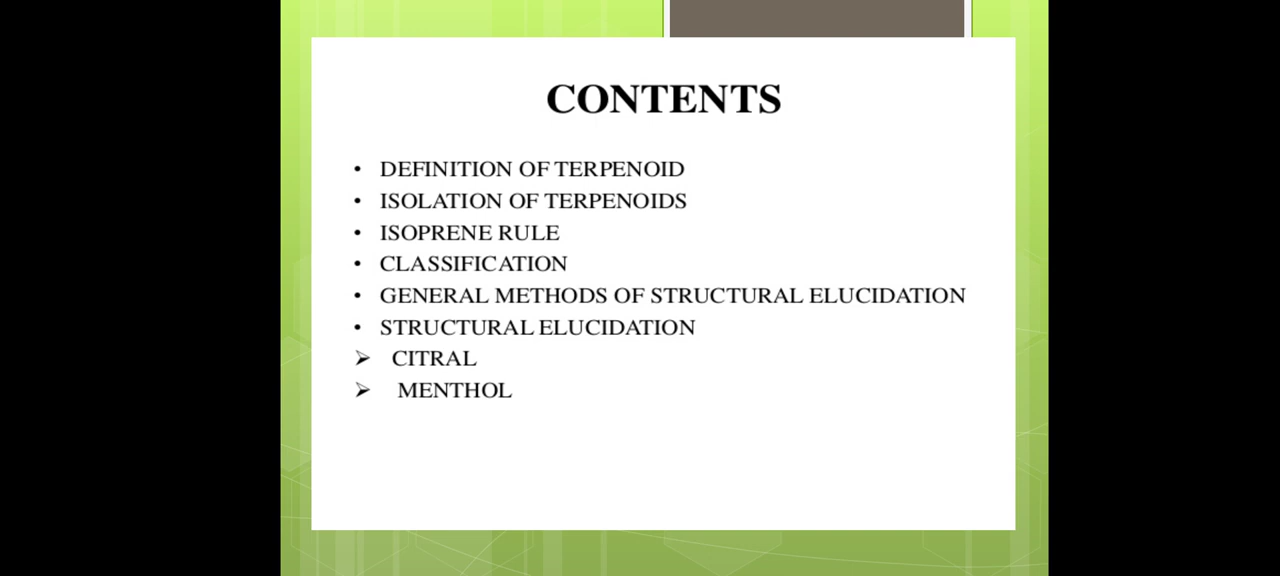 CONTENTS
• DEFINITION OF TERPENOID
• ISOLATION OF TERPENOIDS
• ISOPRENE RULE
• CLASSIFICATION
• GENERAL METHODS OF STRUCTURAL ELUCIDATION
• STRUCTURAL ELUCIDATION
➢ CITRAL
➢ MENTHOL